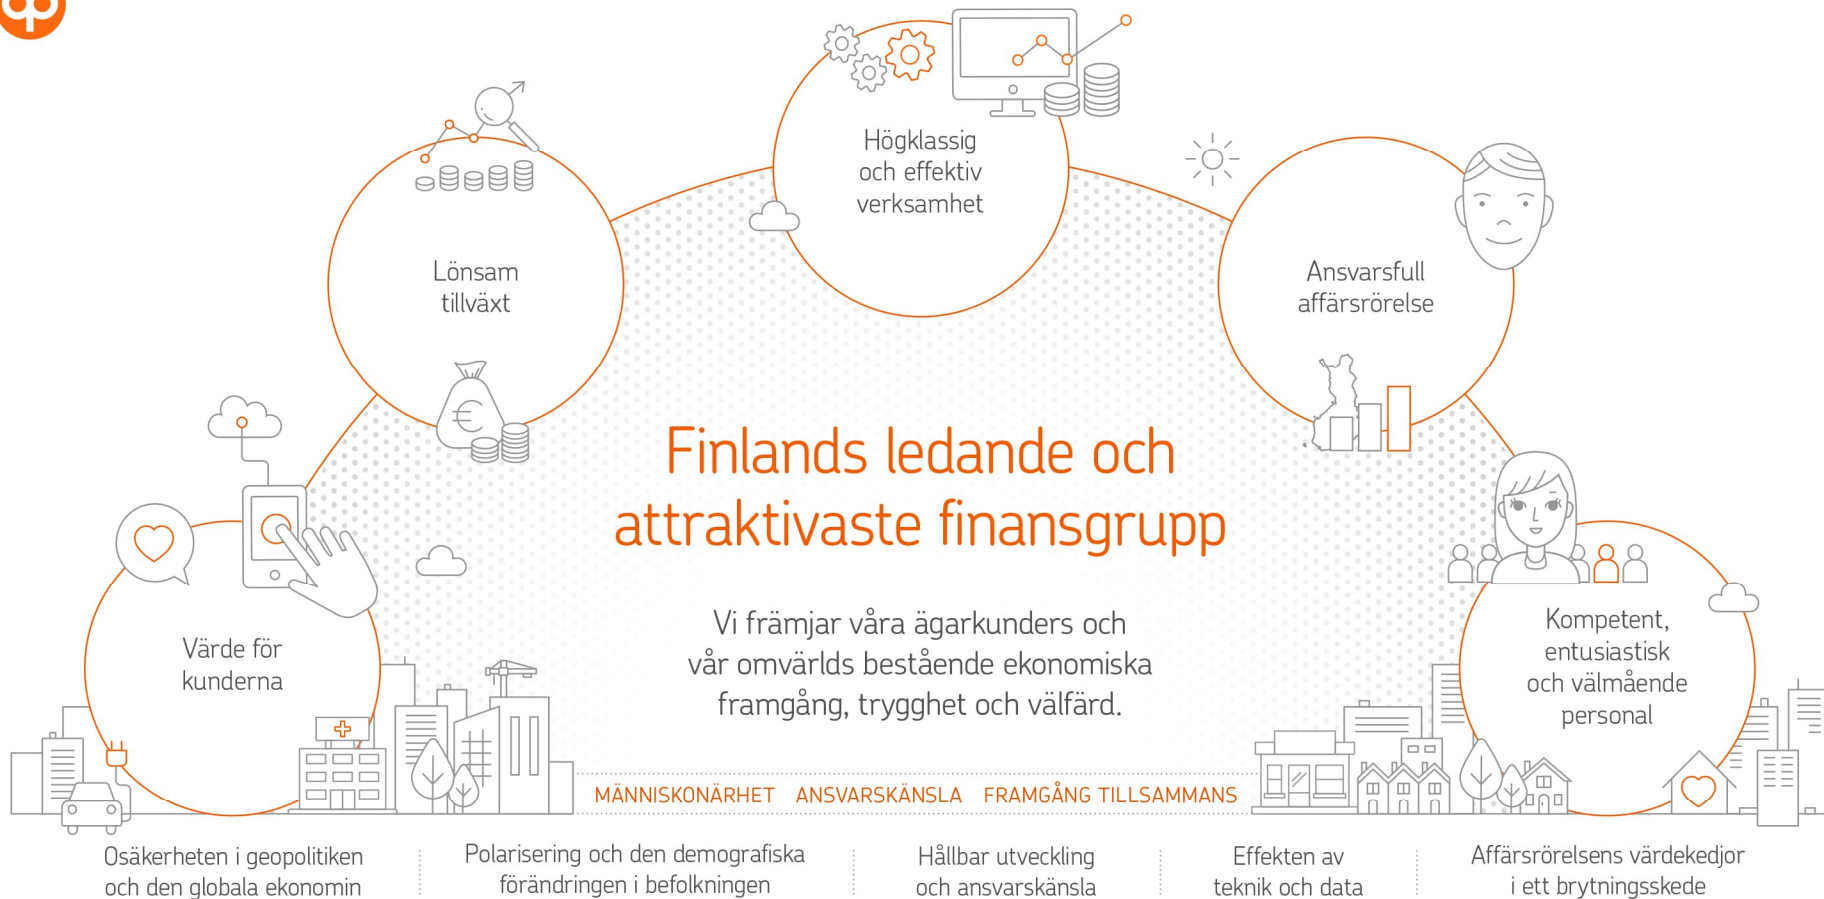 op
Högklassig
och effektiv
verksamhet
Lönsam
tillväxt
Ansvarsfull
affärsrörelse
Värde för
kunderna
Kompetent,
entusiastisk
och välmående
personal
Finlands ledande och
attraktivaste finansgrupp
Vi främjar våra ägarkunders och
vår omvärlds bestående ekonomiska
framgång, trygghet och välfärd.
MÄNNISKONÄRHET ANSVARSKÄNSLA FRAMGÅNG TILLSAMMANS
Osäkerheten i geopolitiken
och den globala ekonomin
Polarisering och den demografiska
förändringen i befolkningen
Hållbar utveckling
och ansvarskänsla
Effekten av
teknik och data
Affärsrörelsens värdekedjor
i ett brytningsskede